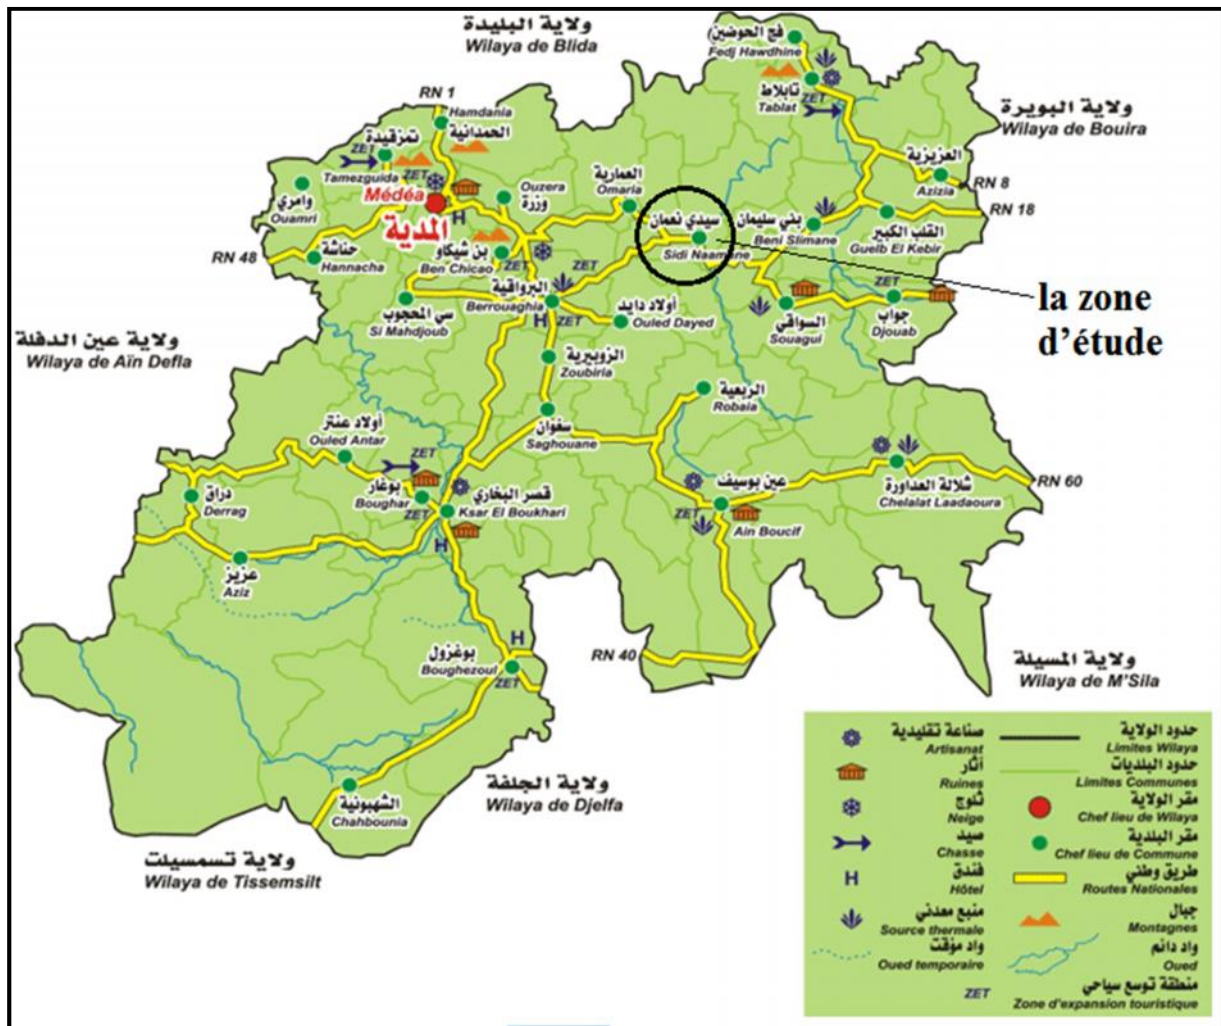 ولاية البليدة
Wilaya de Blida
فج الحوضين
Fedj Hawdhine
تابلاط
Tablat
ZET
ولاية البويرة
Wilaya de Bouira
RN 1
Hamdania
الحمدانية
تمزقيدة
ZET
Tamezguida
ZET
Médéa
المدية
H
وامري
Ouamri
Ouzera
وزرة
العمارية
Omaria
سيدي نعمان
Sidi Naamane
بني سليمان
Beni Slimane
العزيزية
Azizia
RN 8
RN 18
القلب الكبير
Guelb El Kebir
RN 48
حناشة
Hannacha
بن شيكاو
Ben Chicao
ZET
ZET
البرواقية
Berrouaghia
H
ZET
سي المحجوب
Si Mahdjoub
أولاد دايد
Ouled Dayed
السواقي
Souagui
ZET
جواب
Djouab
la zone
d’étude
ولاية عين الدفلة
Wilaya de Aïn Defla
الزوبيرية
Zoubiria
الربعية
Robaia
سغوان
Saghouane
أولاد عنتر
Ouled Antar
ZET
دراق
Derrag
بوغار
Boghar
ZET
قصر البخاري
Ksar El Boukhari
H
عزيز
Aziz
عين بوسيف
ZET
Ain Boucif
شلالة العذاورة
Chelalat Laadaoura
RN 60
RN 40
بوغزول
Boughezoul
H
ZET
ولاية المسيلة
Wilaya de M'Sila
ولاية الجلفة
Wilaya de Djelfa
الشهبونية
Chahbounia
ولاية تسمسيلت
Wilaya de Tissemsilt
صناعة تقليدية
Artisanat
آثار
Ruines
ثلوج
Neige
صيد
Chasse
H
فندق
Hôtel
منبع معدني
Source thermale
واد مؤقت
Oued temporaire
حدود الولاية
Limites Wilaya
حدود البلديات
Limites Communes
مقر الولاية
Chef lieu de Wilaya
مقر البلدية
Chef lieu de Commune
طريق وطني
Routes Nationales
جبال
Montagnes
واد دائم
Oued
منطقة توسع سياحي
ZET
Zone d'expansion touristique